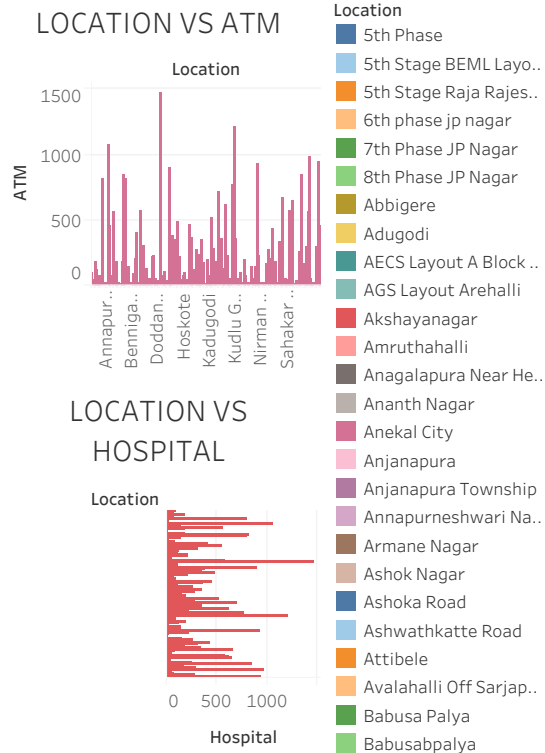 LOCATION VS ATM
Location
1500
1000
500
0
ATM
Annapur..
Benniga..
Doddan..
Hoskote
Kadugodi
Kudlu G..
Nirman ..
Sahakar ..
LOCATION VS
HOSPITAL
Location
0 500 1000
Hospital
Location
5th Phase
5th Stage BEML Layo..
5th Stage Raja Rajes..
6th phase jp nagar
7th Phase JP Nagar
8th Phase JP Nagar
Abbigere
Adugodi
AECS Layout A Block ..
AGS Layout Arehalli
Akshayanagar
Amruthahalli
Anagalapura Near He..
Ananth Nagar
Anekal City
Anjanapura
Anjanapura Township
Annapurneshwari Na..
Armane Nagar
Ashok Nagar
Ashoka Road
Ashwathkatte Road
Attibele
Avalahalli Off Sarjap..
Babusa Palya
Babusabpalya